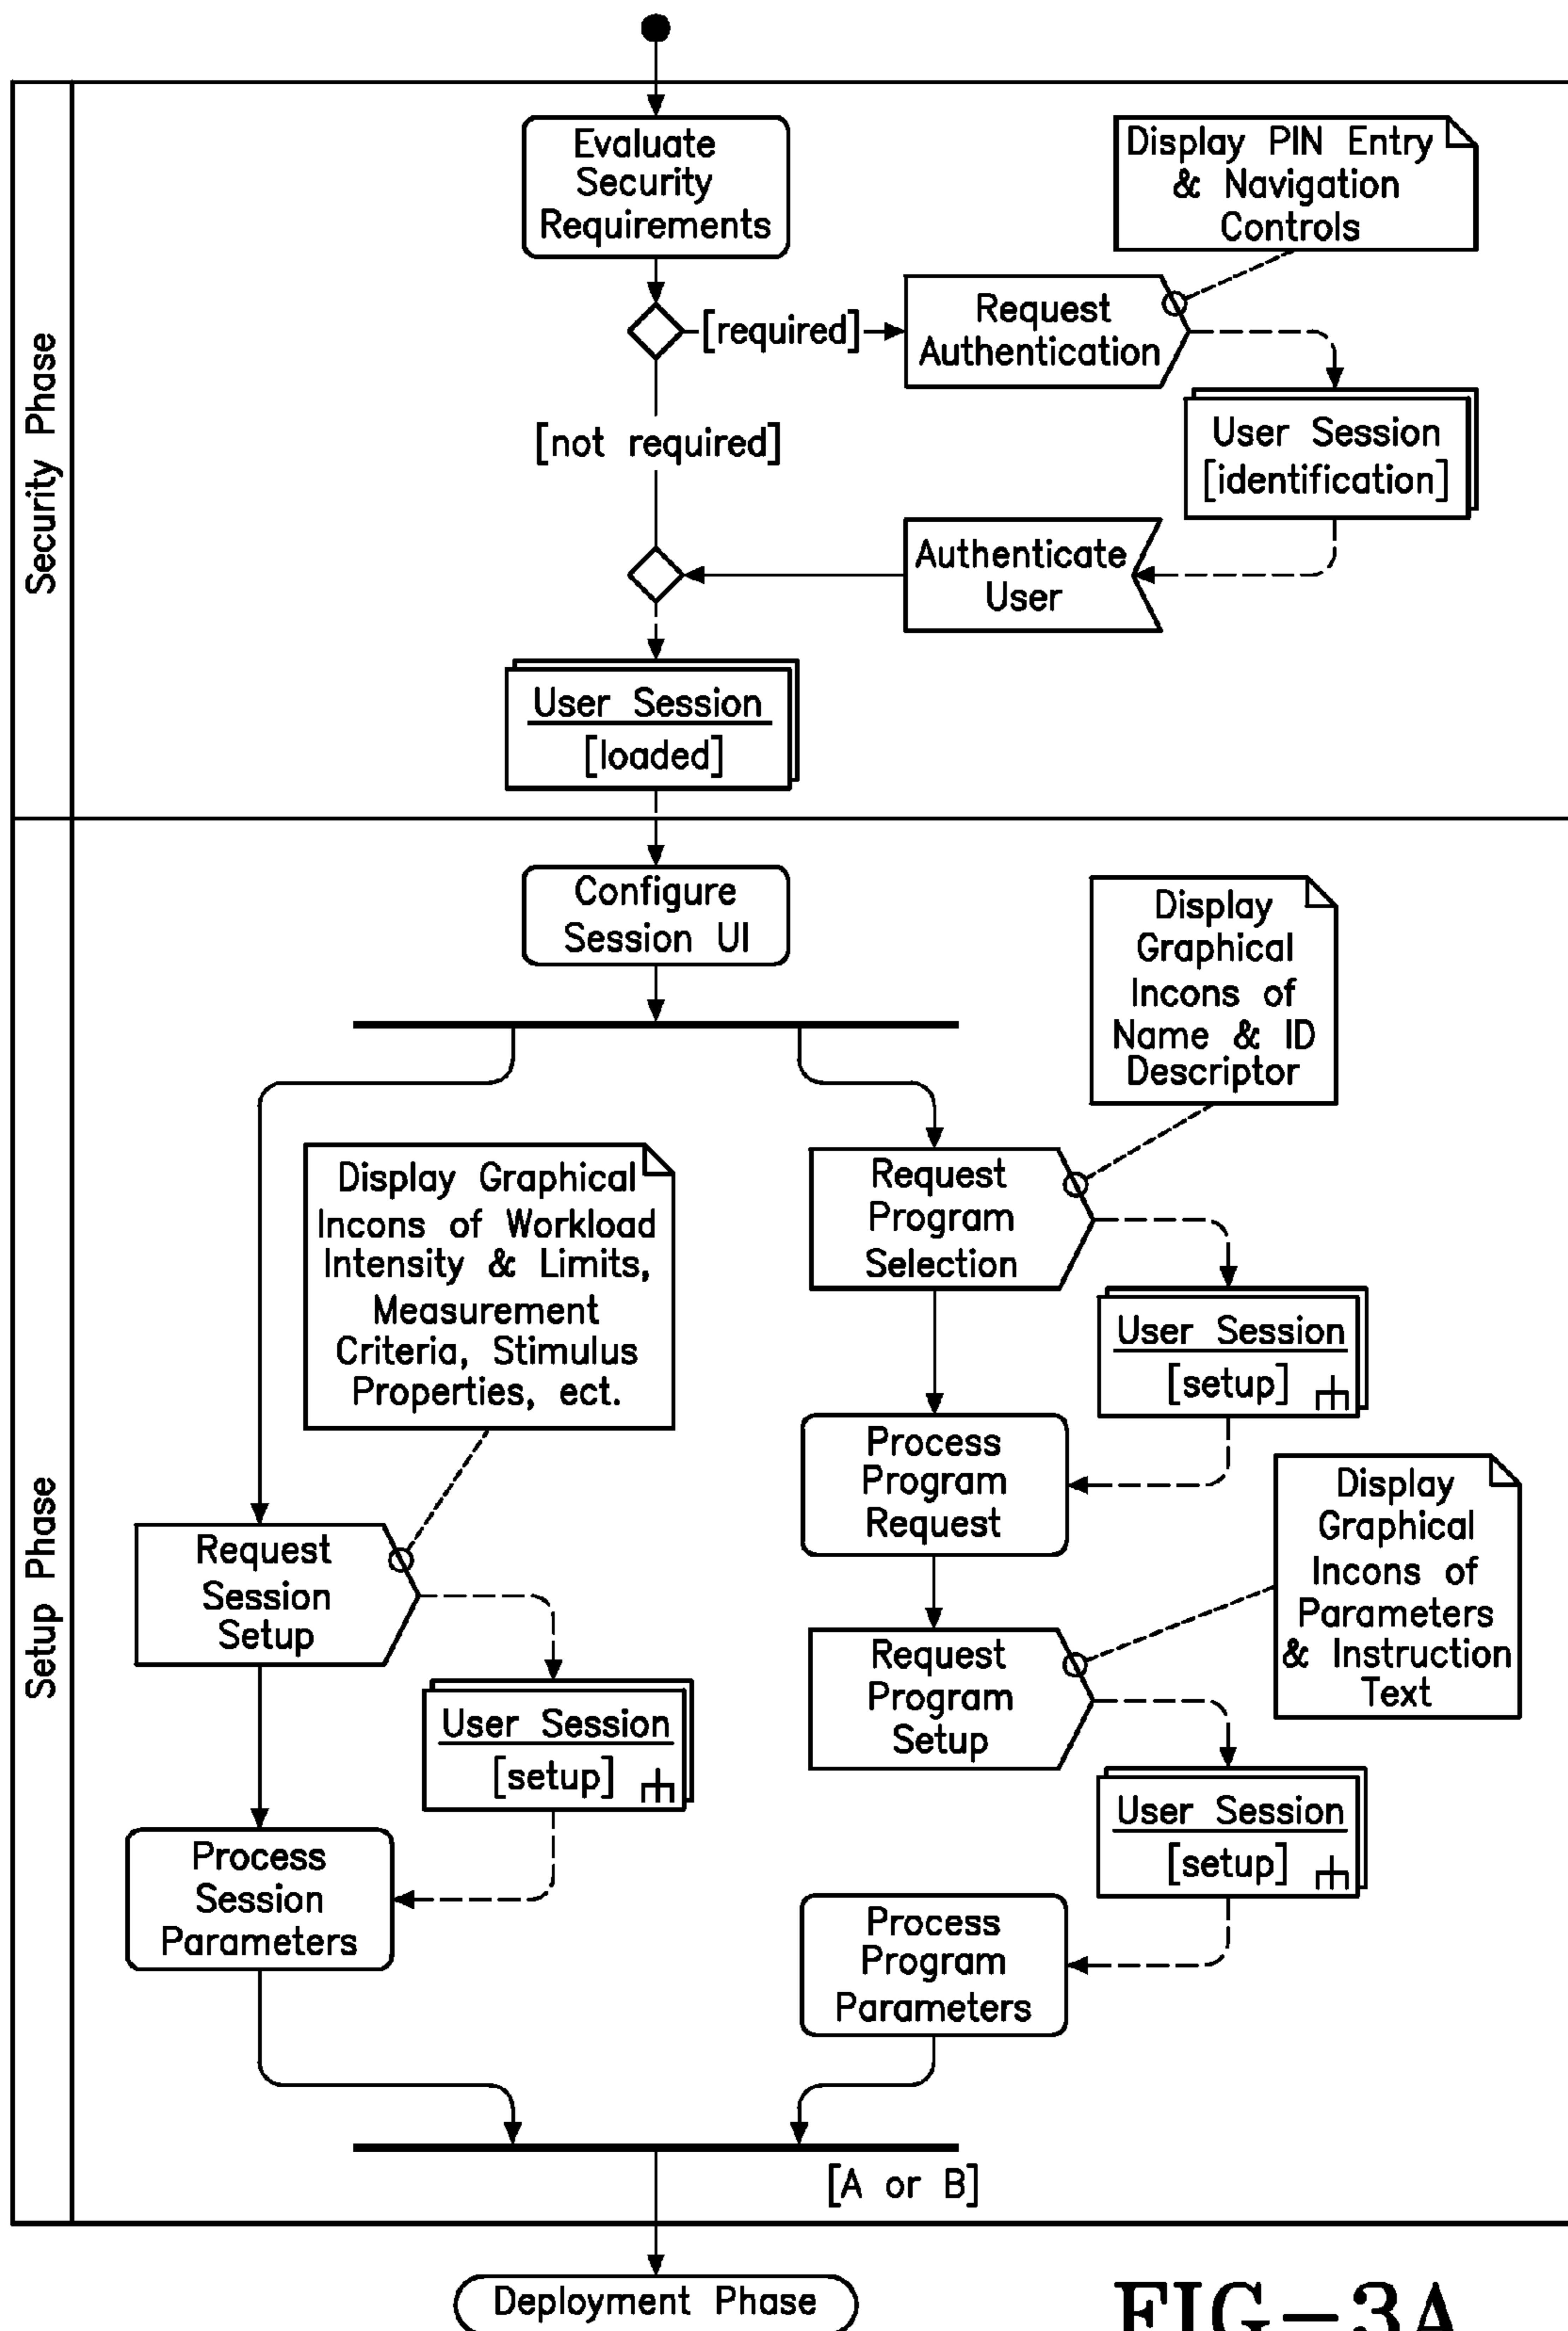 Security Phase
Evaluate
Security
Requirements
Display PIN Entry
& Navigation
Controls
[required]
Request
Authentication
[not required]
User Session
[identification]
Authenticate
User
User Session
[loaded]
Setup Phase
Configure
Session UI
Display
Graphical
Incons of
Name & ID
Descriptor
Display Graphical
Incons of Workload
Intensity & Limits,
Measurement
Criteria, Stimulus
Properties, ect.
Request
Program
Selection
User Session
[setup]
Process
Program
Request
Display
Graphical
Incons of
Parameters
& Instruction
Text
Request
Session
Setup
Request
Program
Setup
User Session
[setup]
User Session
[setup]
Process
Session
Parameters
Process
Program
Parameters
[A or B]
Deployment Phase
FIG-3A